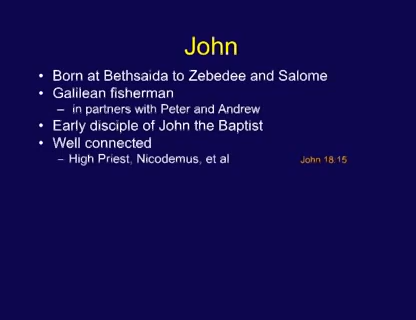 John
• Born at Bethsaida to Zebedee and Salome
• Galilean fisherman
– in partners with Peter and Andrew
• Early disciple of John the Baptist
• Well connected
– High Priest, Nicodemus, et al John 18:15